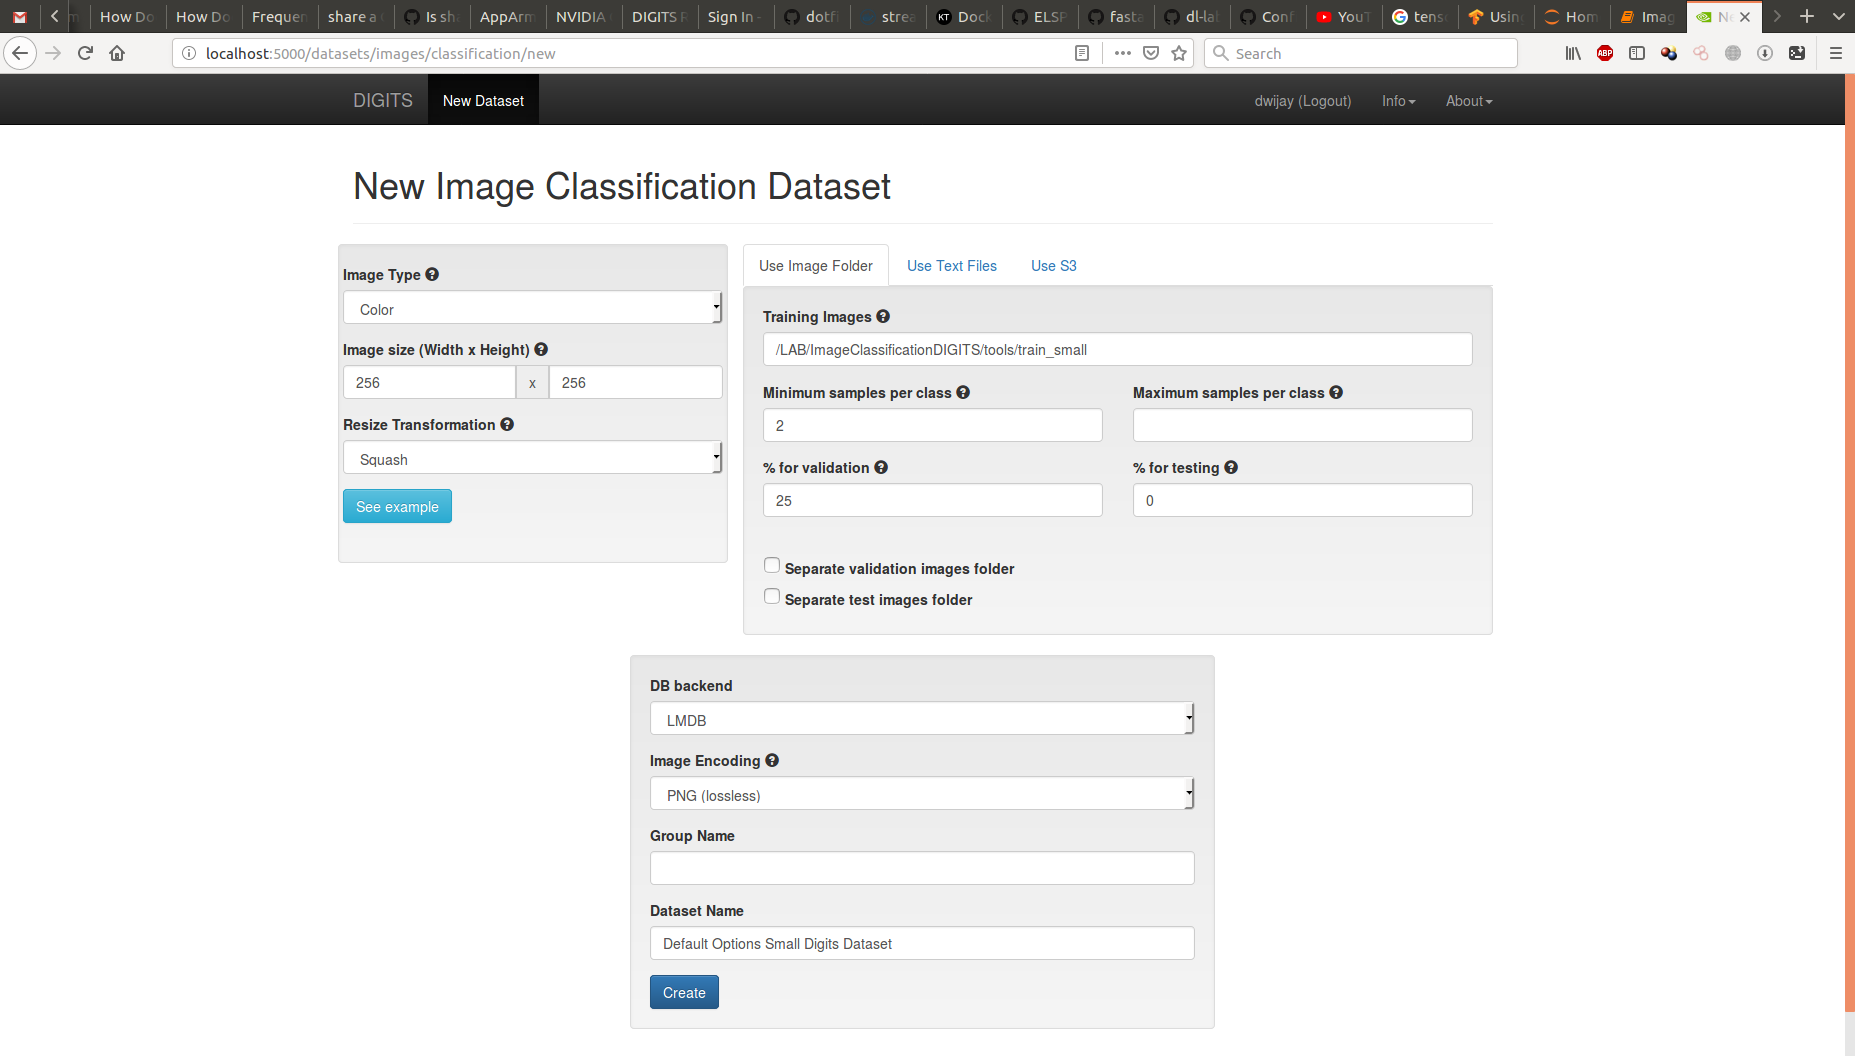 How Do
How Do
Frequen
share a
Is sh
AppArm
NVIDIA
DIGITS
Sign In -
dotf
strea
KT Dock
ELSP
fasta
dl-la
Conf
YouT
tens
Usin
Hom
Imag
localhost:5000/datasets/images/classification/new
Search
ABP
DIGITS New Dataset dwijay (Logout) Info About
New Image Classification Dataset
Image Type
Color
Image size (Width x Height)
256 x 256
Resize Transformation
Squash
See example
Use Image Folder Use Text Files Use S3
Training Images
/LAB/ImageClassificationDIGITS/tools/train_small
Minimum samples per class Maximum samples per class
2
% for validation % for testing
25 0
Separate validation images folder
Separate test images folder
DB backend
LMDB
Image Encoding
PNG (lossless)
Group Name
Dataset Name
Default Options Small Digits Dataset
Create